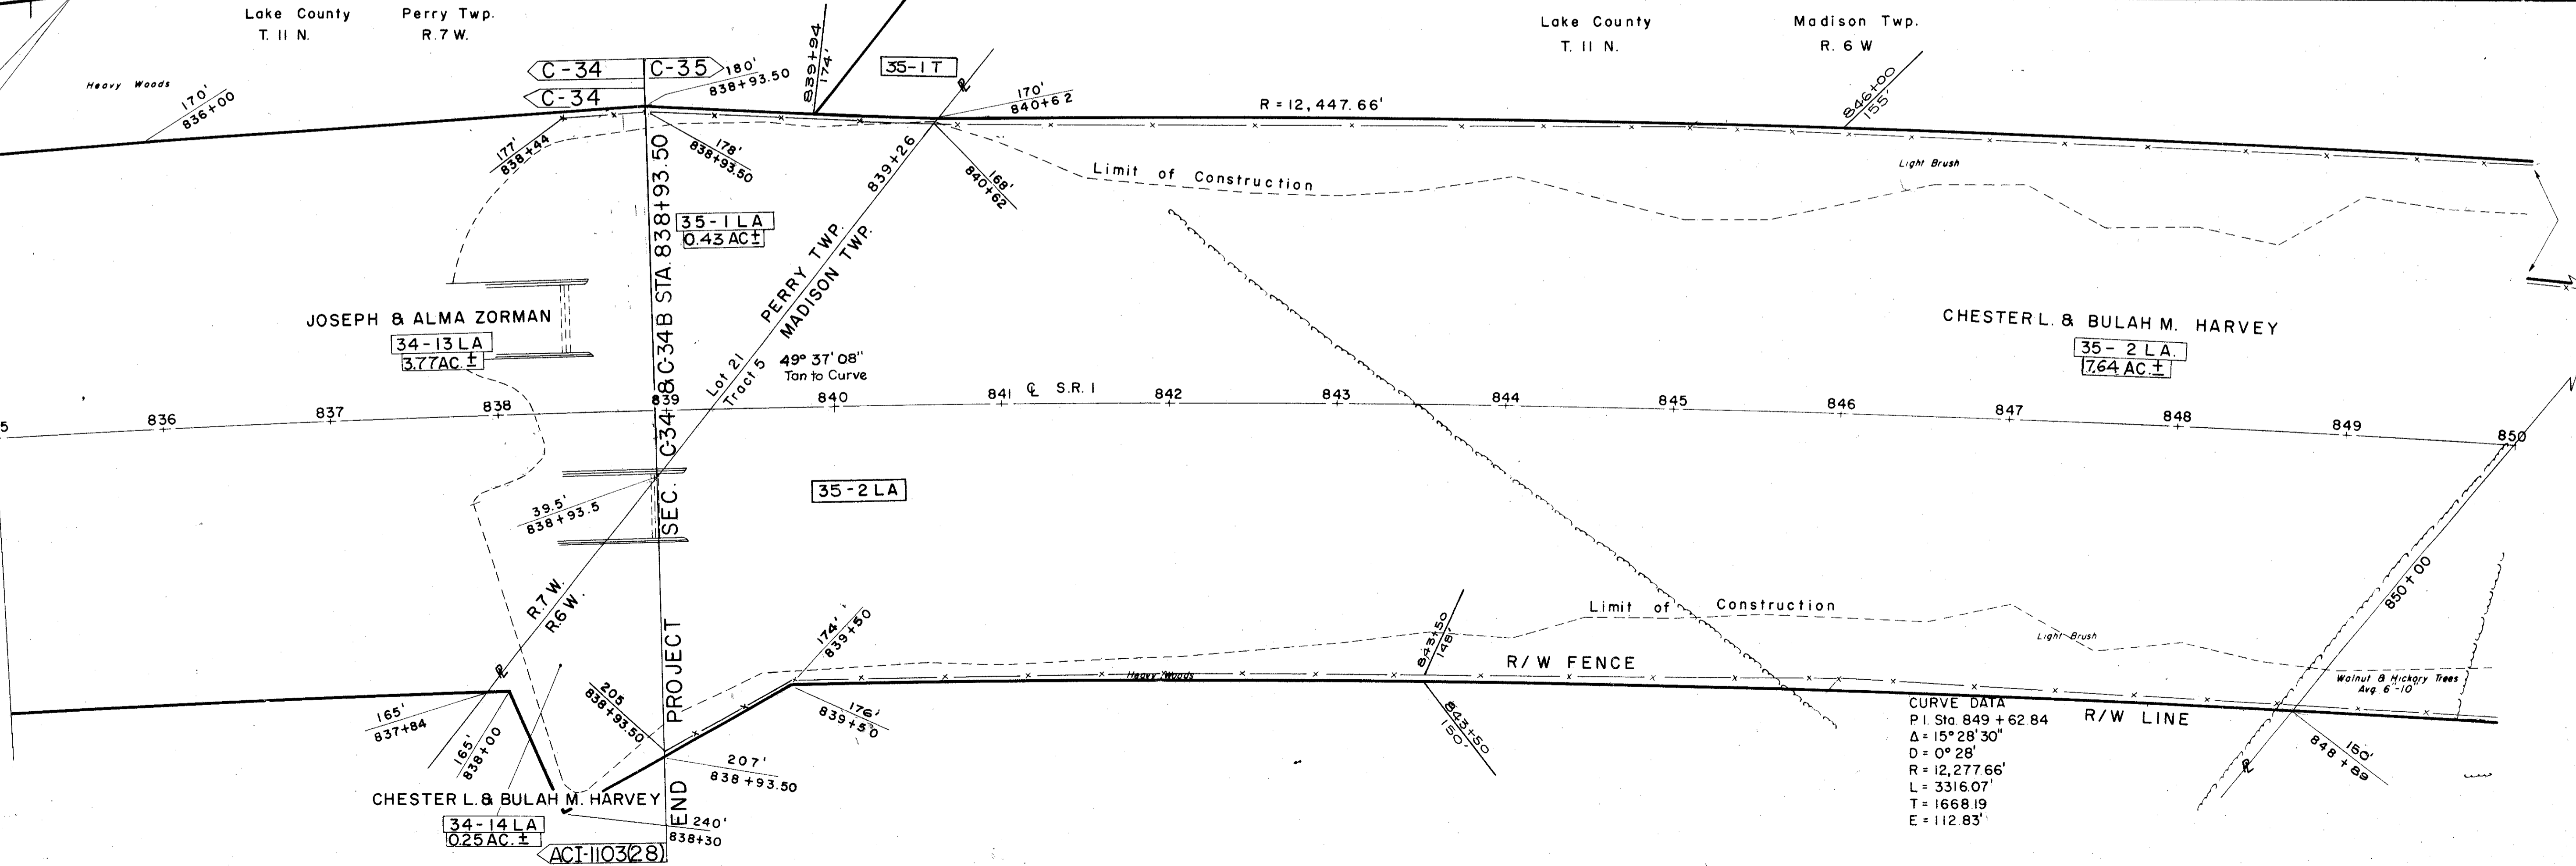 Lake County Perry Twp.
T. 11 N. R.7 W.
Lake County Madison Twp.
T. 11 N. R. 6 W
Heavy Woods
170'
836+00
C-34
C-35
C-34
180'
838+93.50
839+94
174'
35-1 T
PL
170'
840+62
R = 12,447.66'
846+00
155'
177'
838+44
178'
838+93.50
839+26
168'
840+62
Limit of Construction
Light Brush
35-1 LA
0.43 AC±
PERRY TWP.
MADISON TWP.
JOSEPH & ALMA ZORMAN
34-13 LA
3.77AC.±
END PROJECT SEC. C-34 & C-34B STA. 838+93.50
Lot 21
Tract 5
49° 37' 08"
Tan to Curve
CHESTER L. & BULAH M. HARVEY
35- 2 LA.
7.64 AC.±
5 836 837 838 839 840 841 ℄ S.R. 1 842 843 844 845 846 847 848 849 850
39.5'
838+93.5
35-2 LA
R.7 W.
R.6 W.
850+00
Limit of Construction
Light Brush
174'
839+50
843+50
148'
R/W FENCE
Heavy Woods
Walnut & Hickory Trees
Avg. 6"-10"
PL
165'
837+84
165'
838+00
205
838+93.50
176'
839+50
843+50
150'
R/W LINE
207'
838+93.50
150'
848+89
PL
CURVE DATA
P.I. Sta. 849 + 62.84
Δ = 15° 28' 30"
D = 0° 28'
R = 12,277.66'
L = 3316.07'
T = 1668.19
E = 112.83'
CHESTER L. & BULAH M. HARVEY
34-14 LA
0.25 AC.±
240'
838+30
ACI-1103(28)